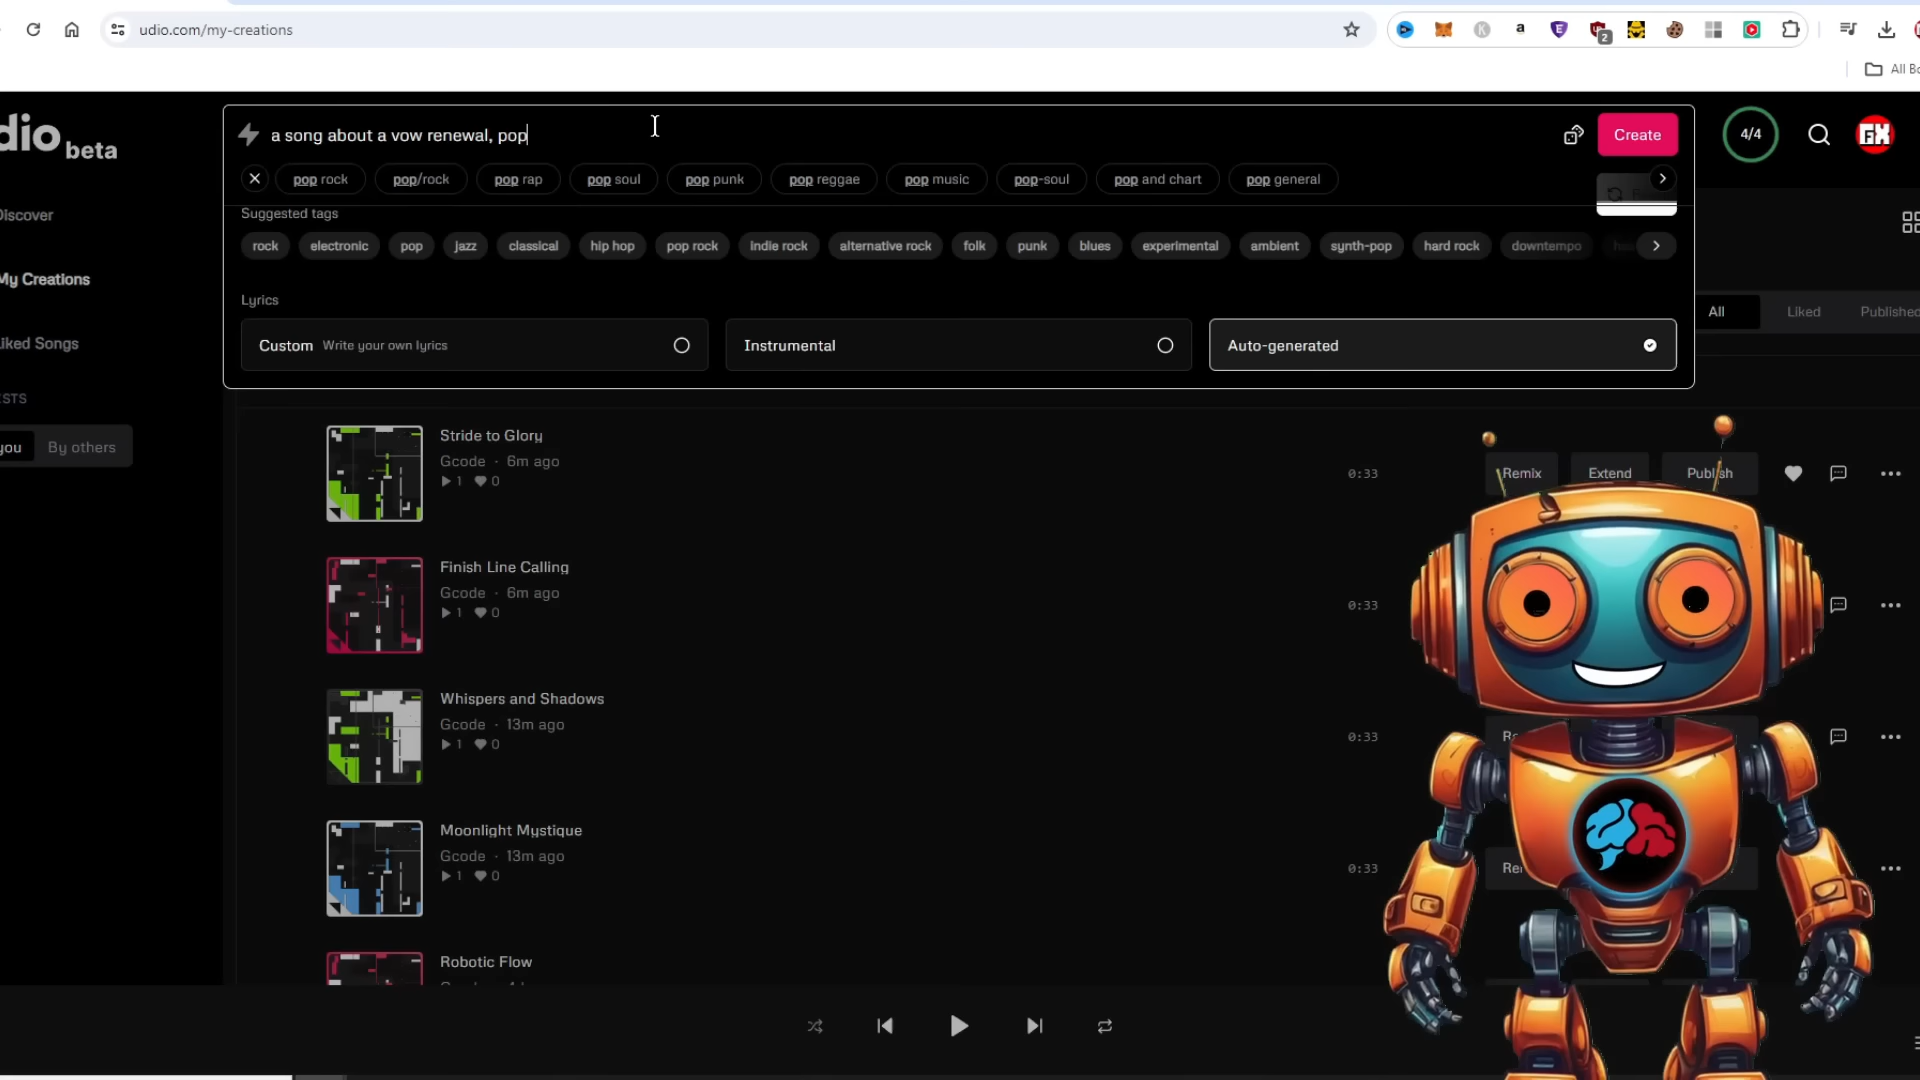 udio.com/my-creations
2
All Bo
dio beta
a song about a vow renewal, pop
Create
4/4
FX
pop rock
pop/rock
pop rap
pop soul
pop punk
pop reggae
pop music
pop-soul
pop and chart
pop general
Discover
Suggested tags
rock
electronic
pop
jazz
classical
hip hop
pop rock
indie rock
alternative rock
folk
punk
blues
experimental
ambient
synth-pop
hard rock
downtempo
My Creations
Lyrics
All
Liked
Published
Custom Write your own lyrics
Instrumental
Auto-generated
Liked Songs
ESTS
you
By others
Stride to Glory
Gcode · 6m ago
1 0
0:33
Remix
Extend
Publish
Finish Line Calling
Gcode · 6m ago
1 0
0:33
Whispers and Shadows
Gcode · 13m ago
1 0
0:33
Moonlight Mystique
Gcode · 13m ago
1 0
0:33
Robotic Flow